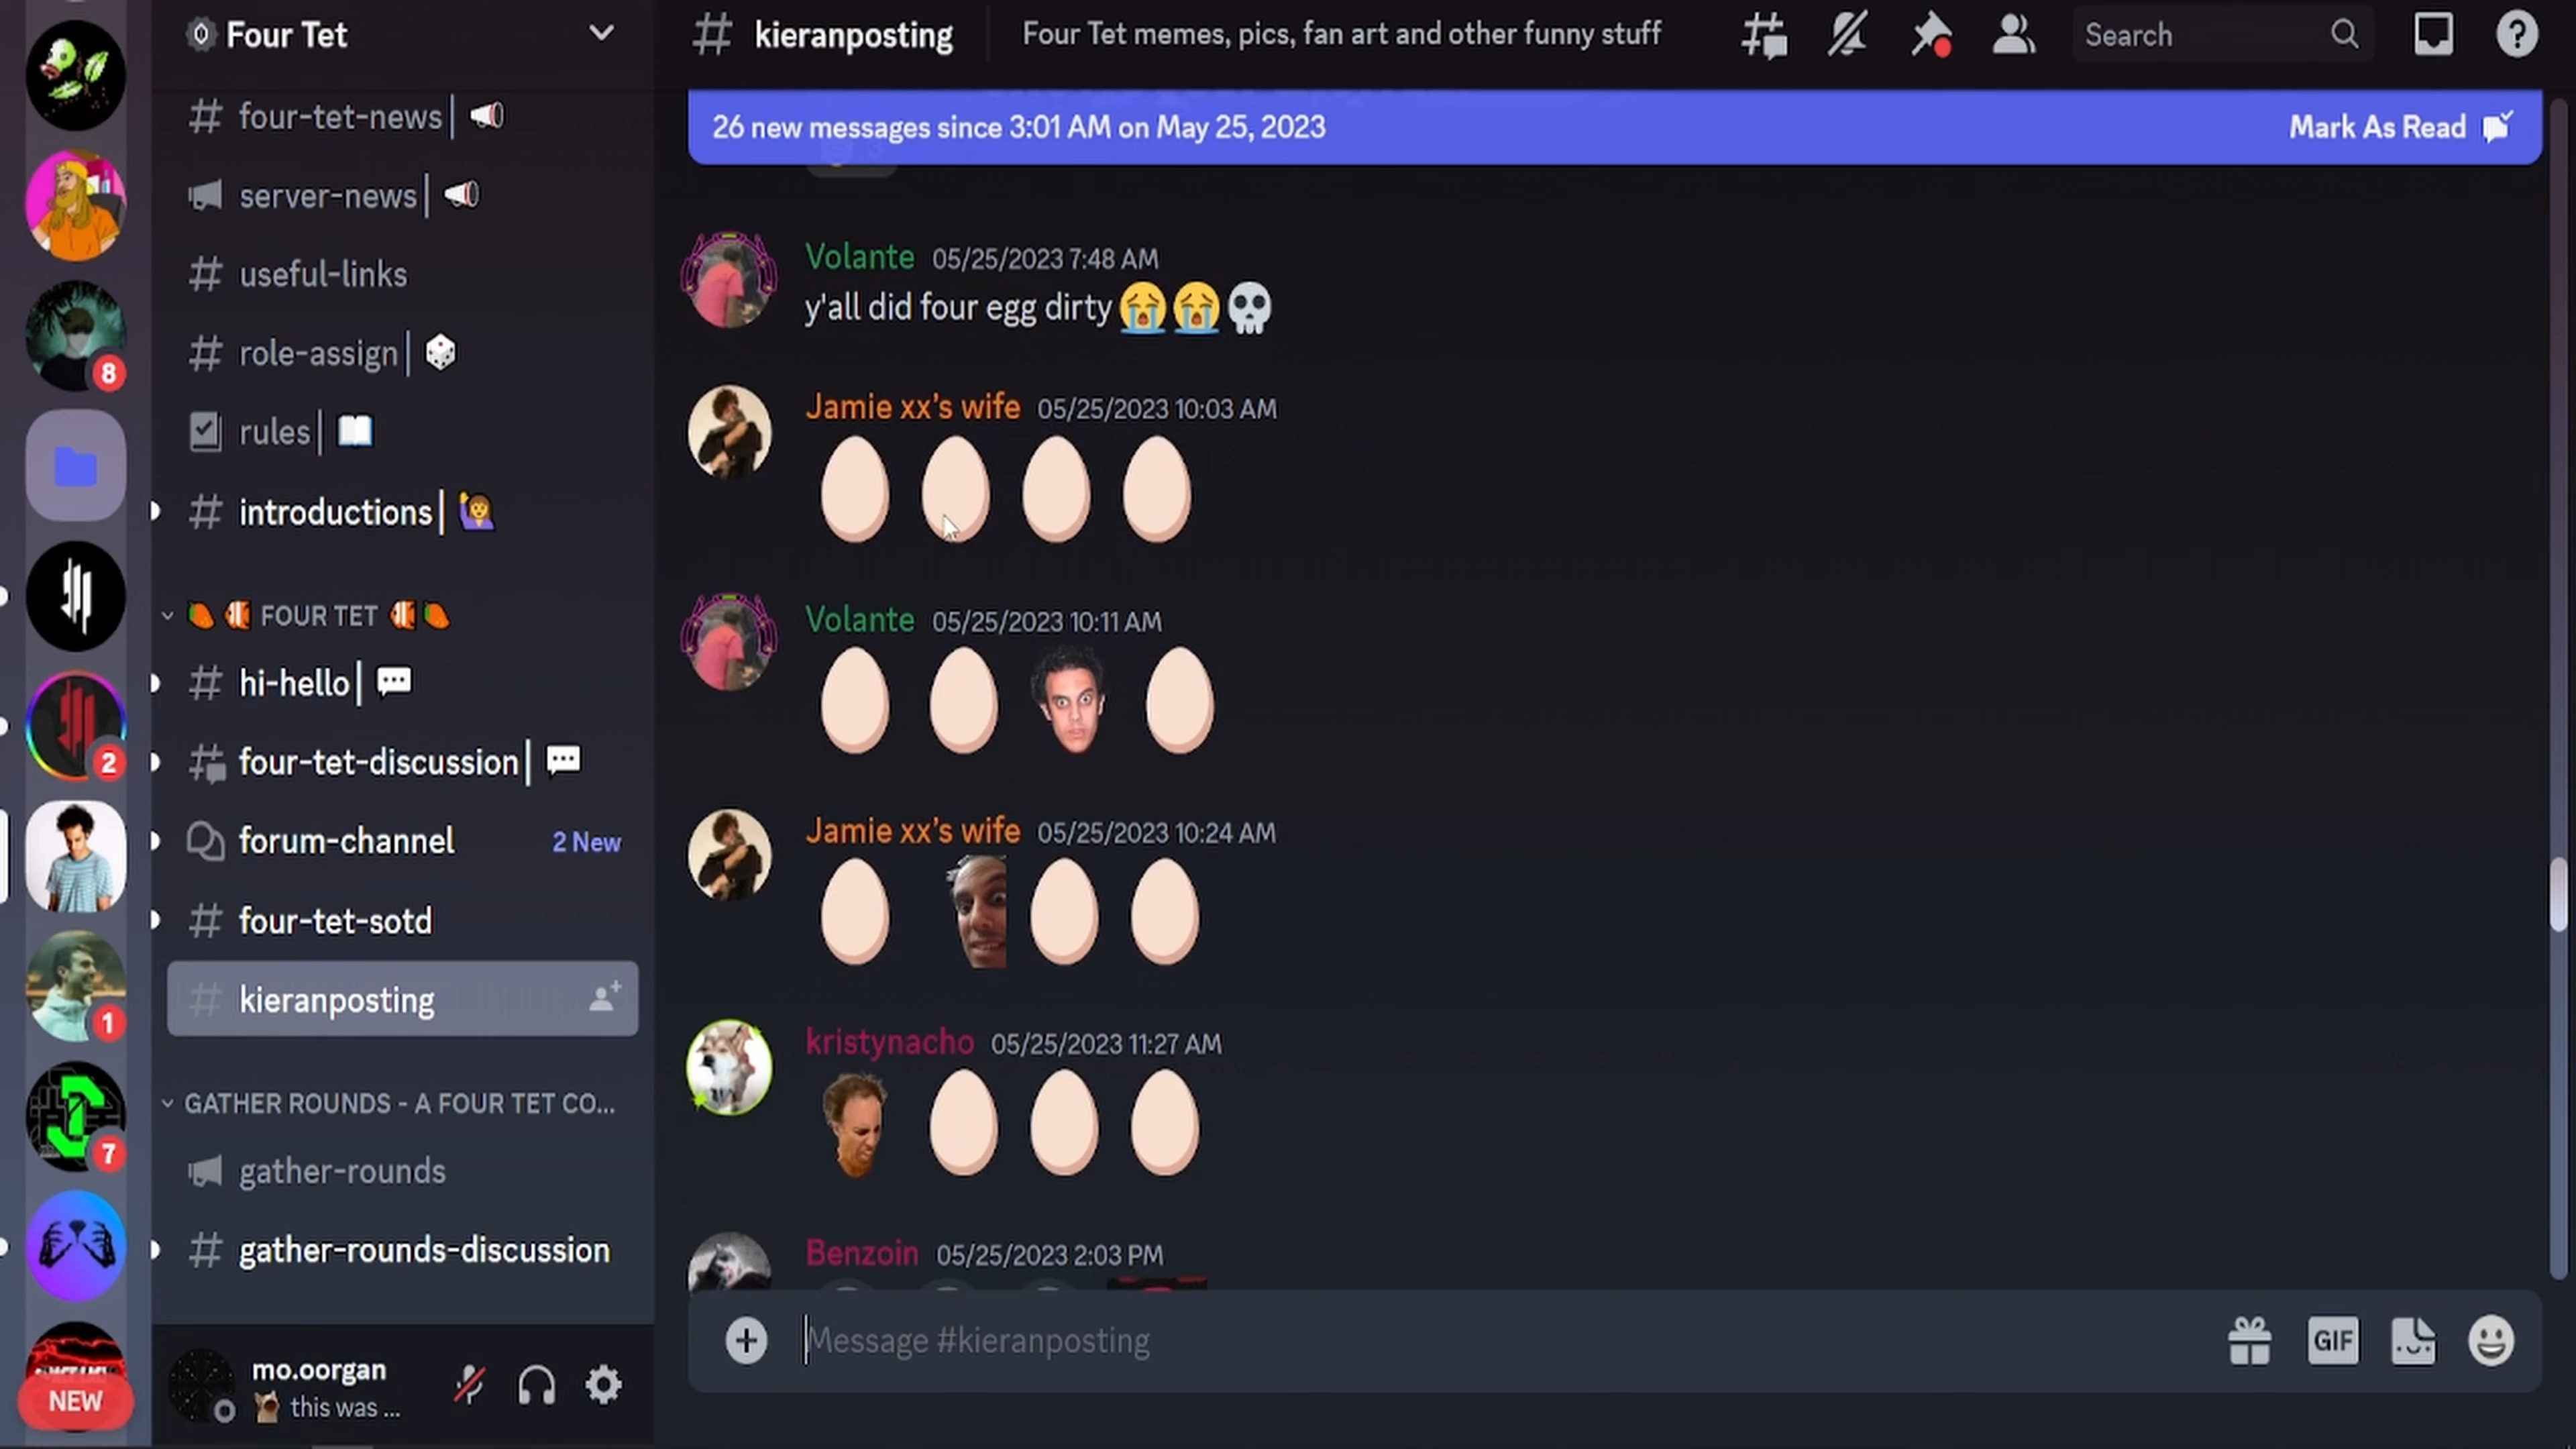 Four Tet
four-tet-news|
server-news|
useful-links
role-assign|
rules|
introductions|
FOUR TET
hi-hello|
four-tet-discussion|
forum-channel 2 New
four-tet-sotd
kieranposting
GATHER ROUNDS - A FOUR TET CO...
gather-rounds
gather-rounds-discussion
mo.oorgan
this was ...
8
2
1
7
NEW
kieranposting Four Tet memes, pics, fan art and other funny stuff
Search
26 new messages since 3:01 AM on May 25, 2023 Mark As Read
Volante 05/25/2023 7:48 AM
y'all did four egg dirty
Jamie xx's wife 05/25/2023 10:03 AM
Volante 05/25/2023 10:11 AM
Jamie xx's wife 05/25/2023 10:24 AM
kristynacho 05/25/2023 11:27 AM
Benzoin 05/25/2023 2:03 PM
Message #kieranposting
GIF